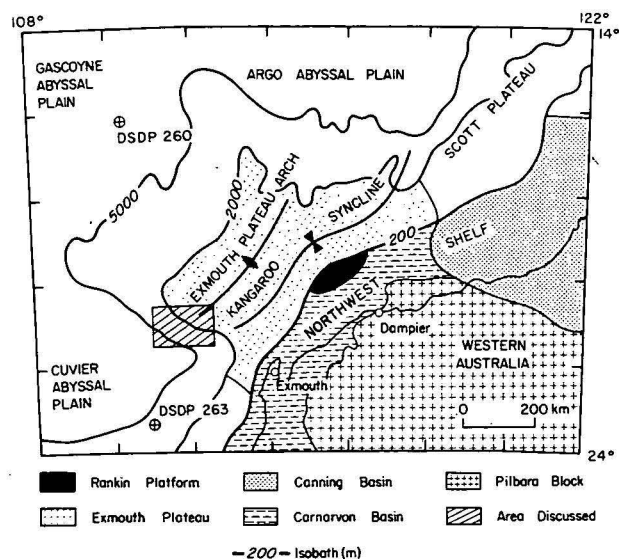 108°
122°
14°
GASCOYNE
ABYSSAL
PLAIN
ARGO ABYSSAL PLAIN
DSDP 260
SCOTT PLATEAU
5000
2000
EXMOUTH PLATEAU ARCH
SYNCLINE
KANGAROO
200
SHELF
NORTHWEST
Dampier
WESTERN
AUSTRALIA
CUVIER
ABYSSAL
PLAIN
Exmouth
DSDP 263
0 200 km
24°
Rankin Platform
Canning Basin
Pilbara Block
Exmouth Plateau
Carnarvon Basin
Area Discussed
—200— Isobath (m)